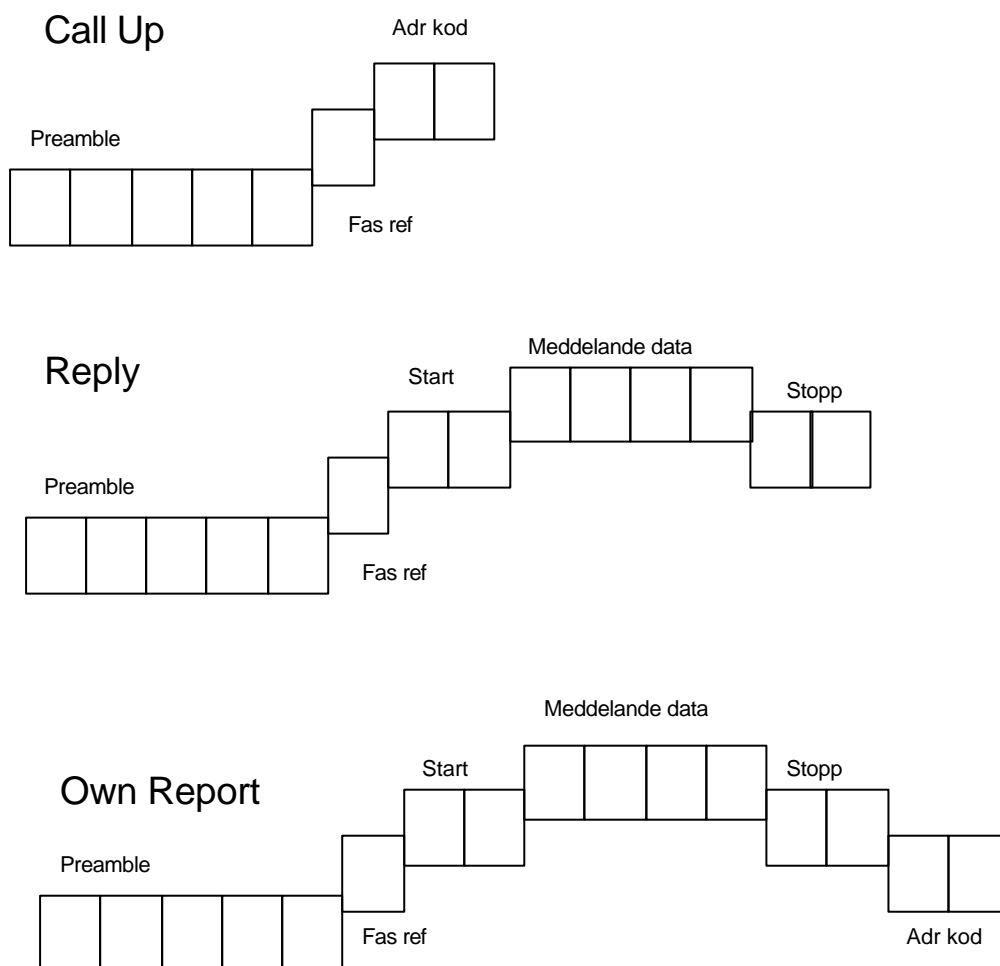 Call Up
Adr kod
Preamble
Fas ref
Reply
Meddelande data
Start
Stopp
Preamble
Fas ref
Meddelande data
Own Report
Start
Stopp
Preamble
Fas ref
Adr kod